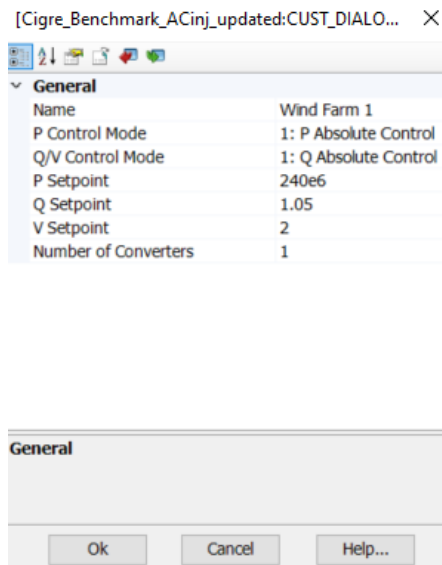 [Cigre_Benchmark_ACinj_updated:CUST_DIALO...
General
Name Wind Farm 1
P Control Mode 1: P Absolute Control
Q/V Control Mode 1: Q Absolute Control
P Setpoint 240e6
Q Setpoint 1.05
V Setpoint 2
Number of Converters 1
General
Ok Cancel Help...